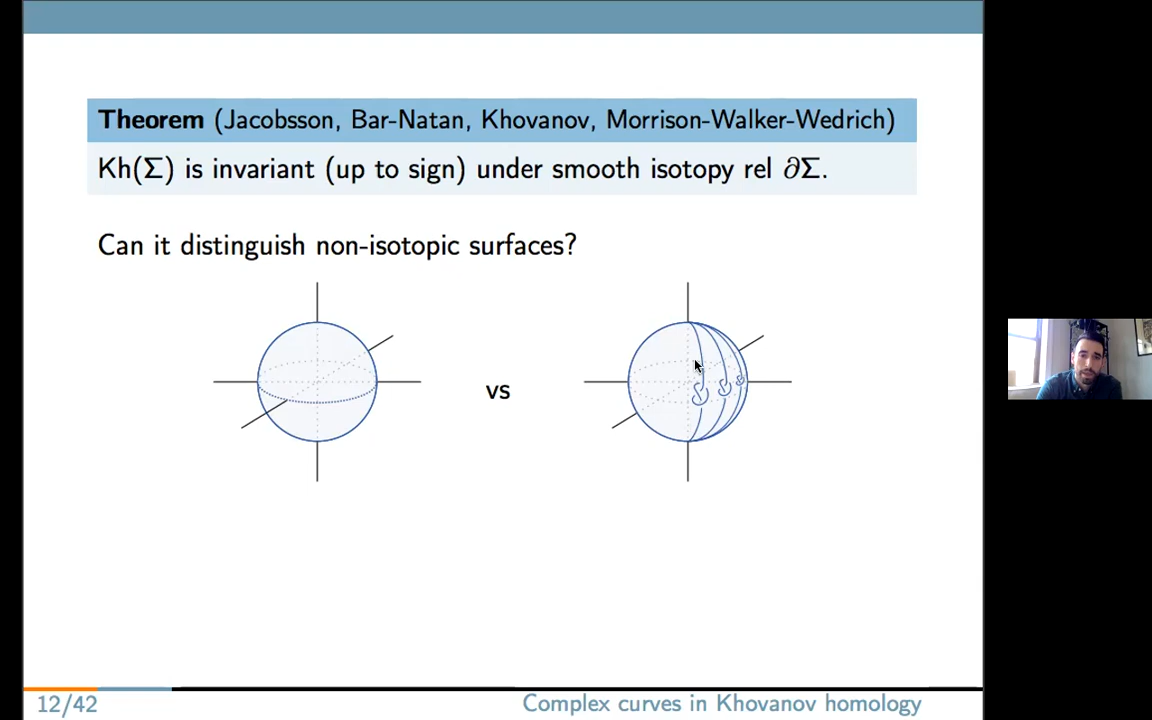 Theorem (Jacobsson, Bar-Natan, Khovanov, Morrison-Walker-Wedrich)
Kh(Σ) is invariant (up to sign) under smooth isotopy rel ∂Σ.
Can it distinguish non-isotopic surfaces?
vs
12/42
Complex curves in Khovanov homology